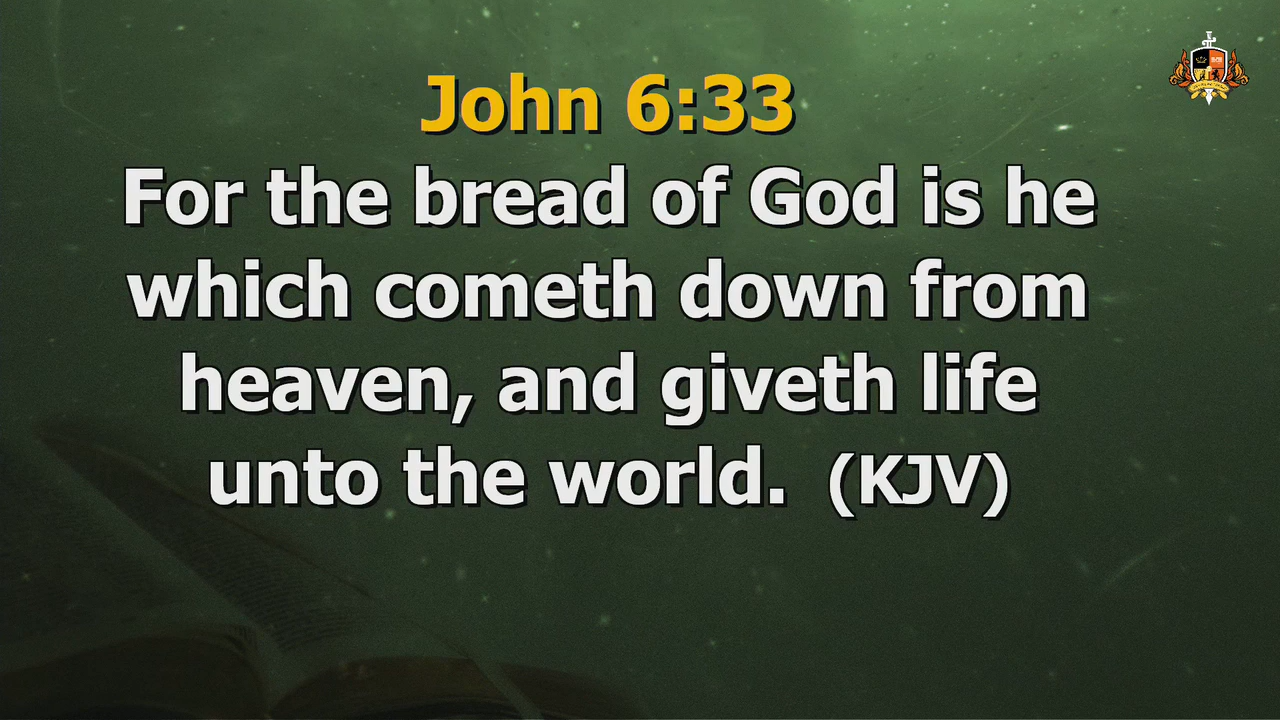 John 6:33
For the bread of God is he
which cometh down from
heaven, and giveth life
unto the world.  (KJV)